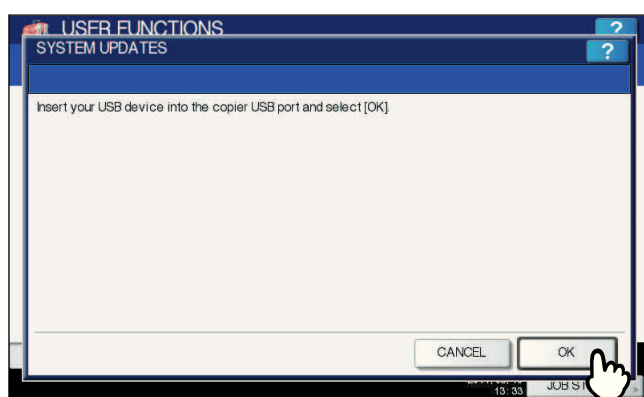 USER FUNCTIONS
?
SYSTEM UPDATES
?
Insert your USB device into the copier USB port and select [OK].
CANCEL
OK
13:33
JOB